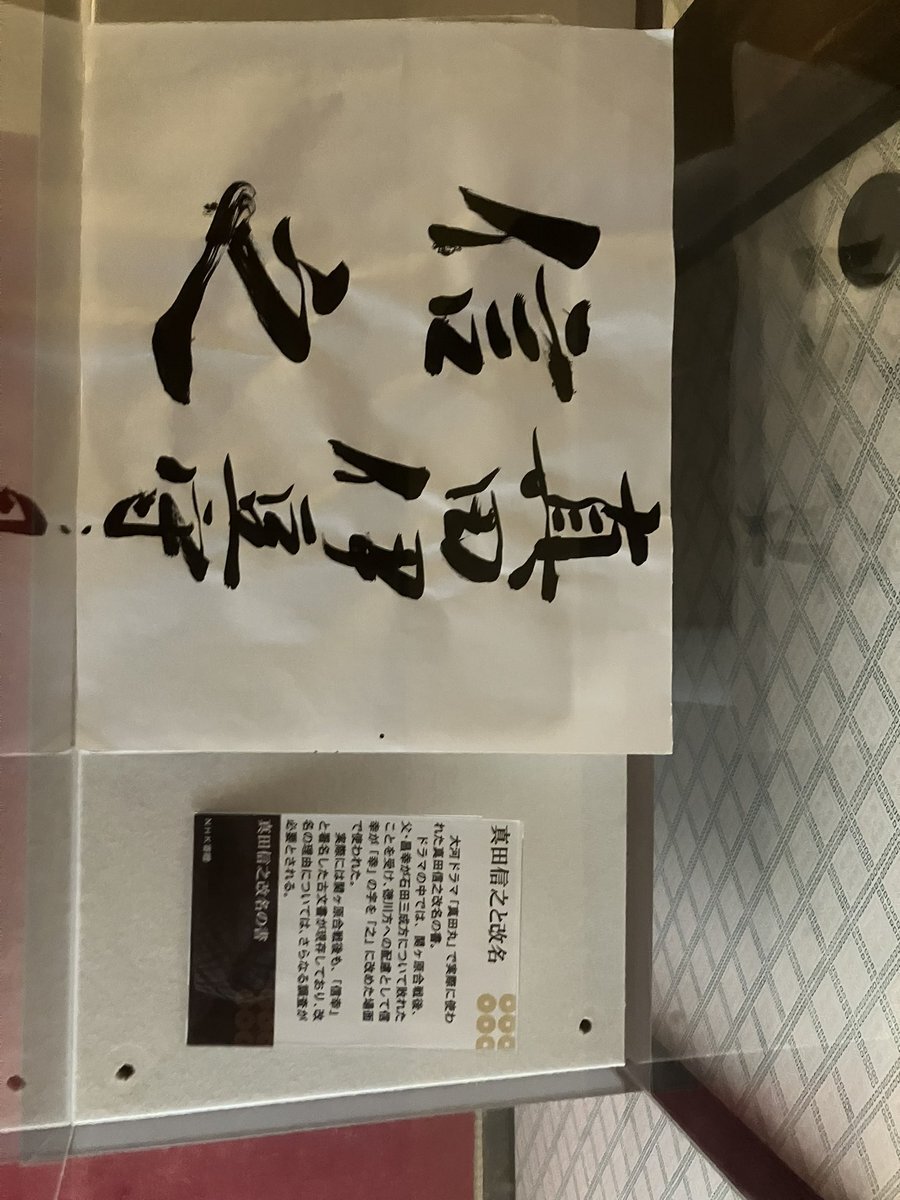 真田伊豆守
信之
真田信之と改名
大河ドラマ「真田丸」で実際に使わ
れた真田信之改名の書。
ドラマの中では、関ヶ原合戦後、
父・昌幸が石田三成方について敗れた
ことを受け、徳川方への配慮として信
幸が「幸」の字を「之」に改めた場面
で使われた。
実際には関ヶ原合戦後も、「信幸」
と署名した古文書が現存しており、改
名の理由については、さらなる調査が
必要とされる。
真田信之改名の書